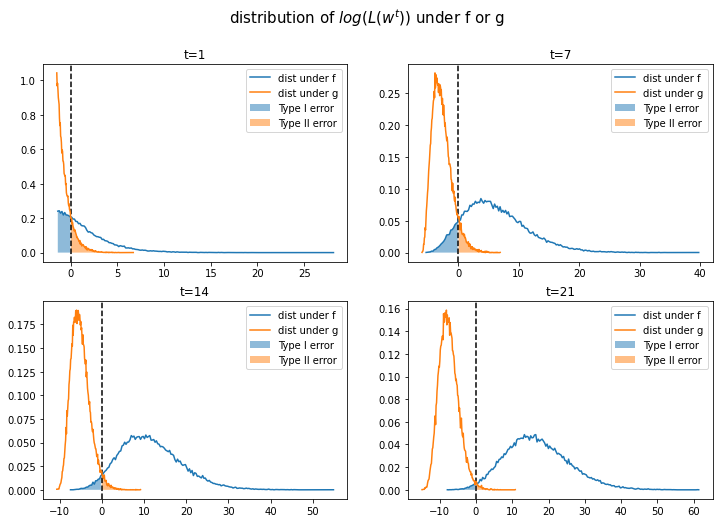 distribution of log(L(w^t)) under f or g
t=1
dist under f
dist under g
Type I error
Type II error
1.0
0.8
0.6
0.4
0.2
0.0
0 5 10 15 20 25
t=7
dist under f
dist under g
Type I error
Type II error
0.25
0.20
0.15
0.10
0.05
0.00
0 10 20 30 40
t=14
dist under f
dist under g
Type I error
Type II error
0.175
0.150
0.125
0.100
0.075
0.050
0.025
0.000
−10 0 10 20 30 40 50
t=21
dist under f
dist under g
Type I error
Type II error
0.16
0.14
0.12
0.10
0.08
0.06
0.04
0.02
0.00
−10 0 10 20 30 40 50 60